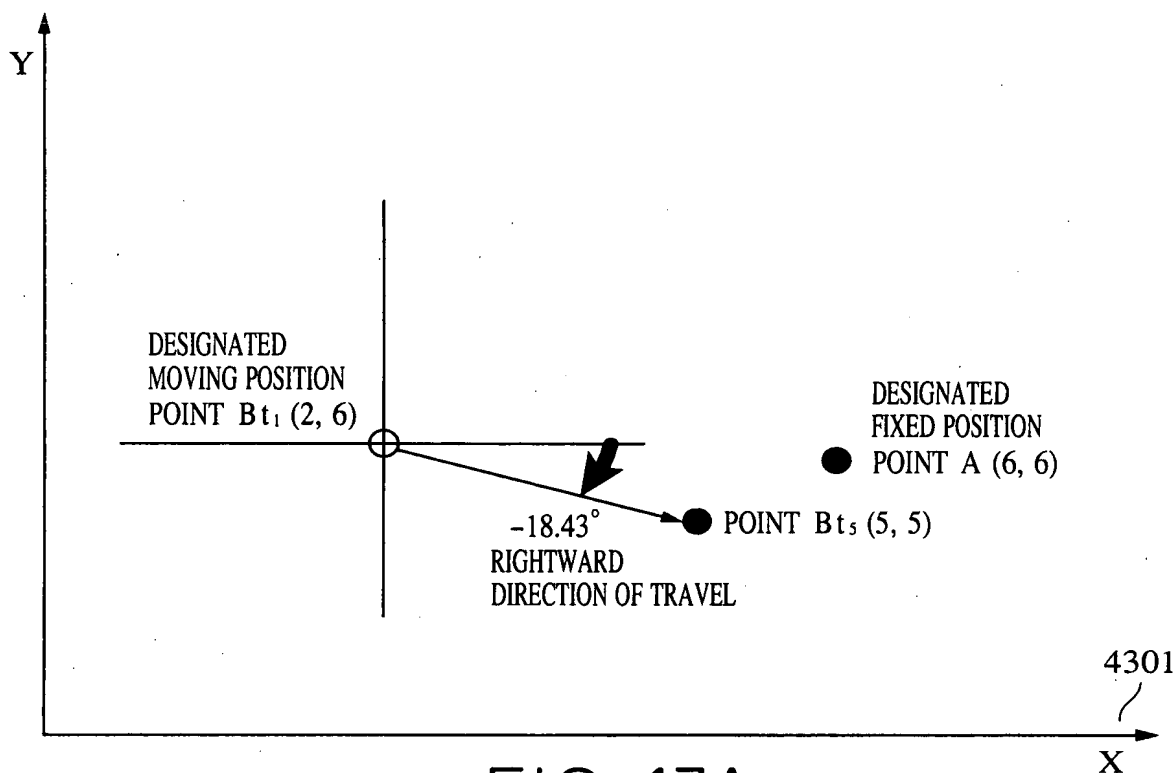 Y
DESIGNATED
MOVING POSITION
POINT Bt₁ (2, 6)
DESIGNATED
FIXED POSITION
POINT A (6, 6)
POINT Bt₅ (5, 5)
-18.43°
RIGHTWARD
DIRECTION OF TRAVEL
4301
X